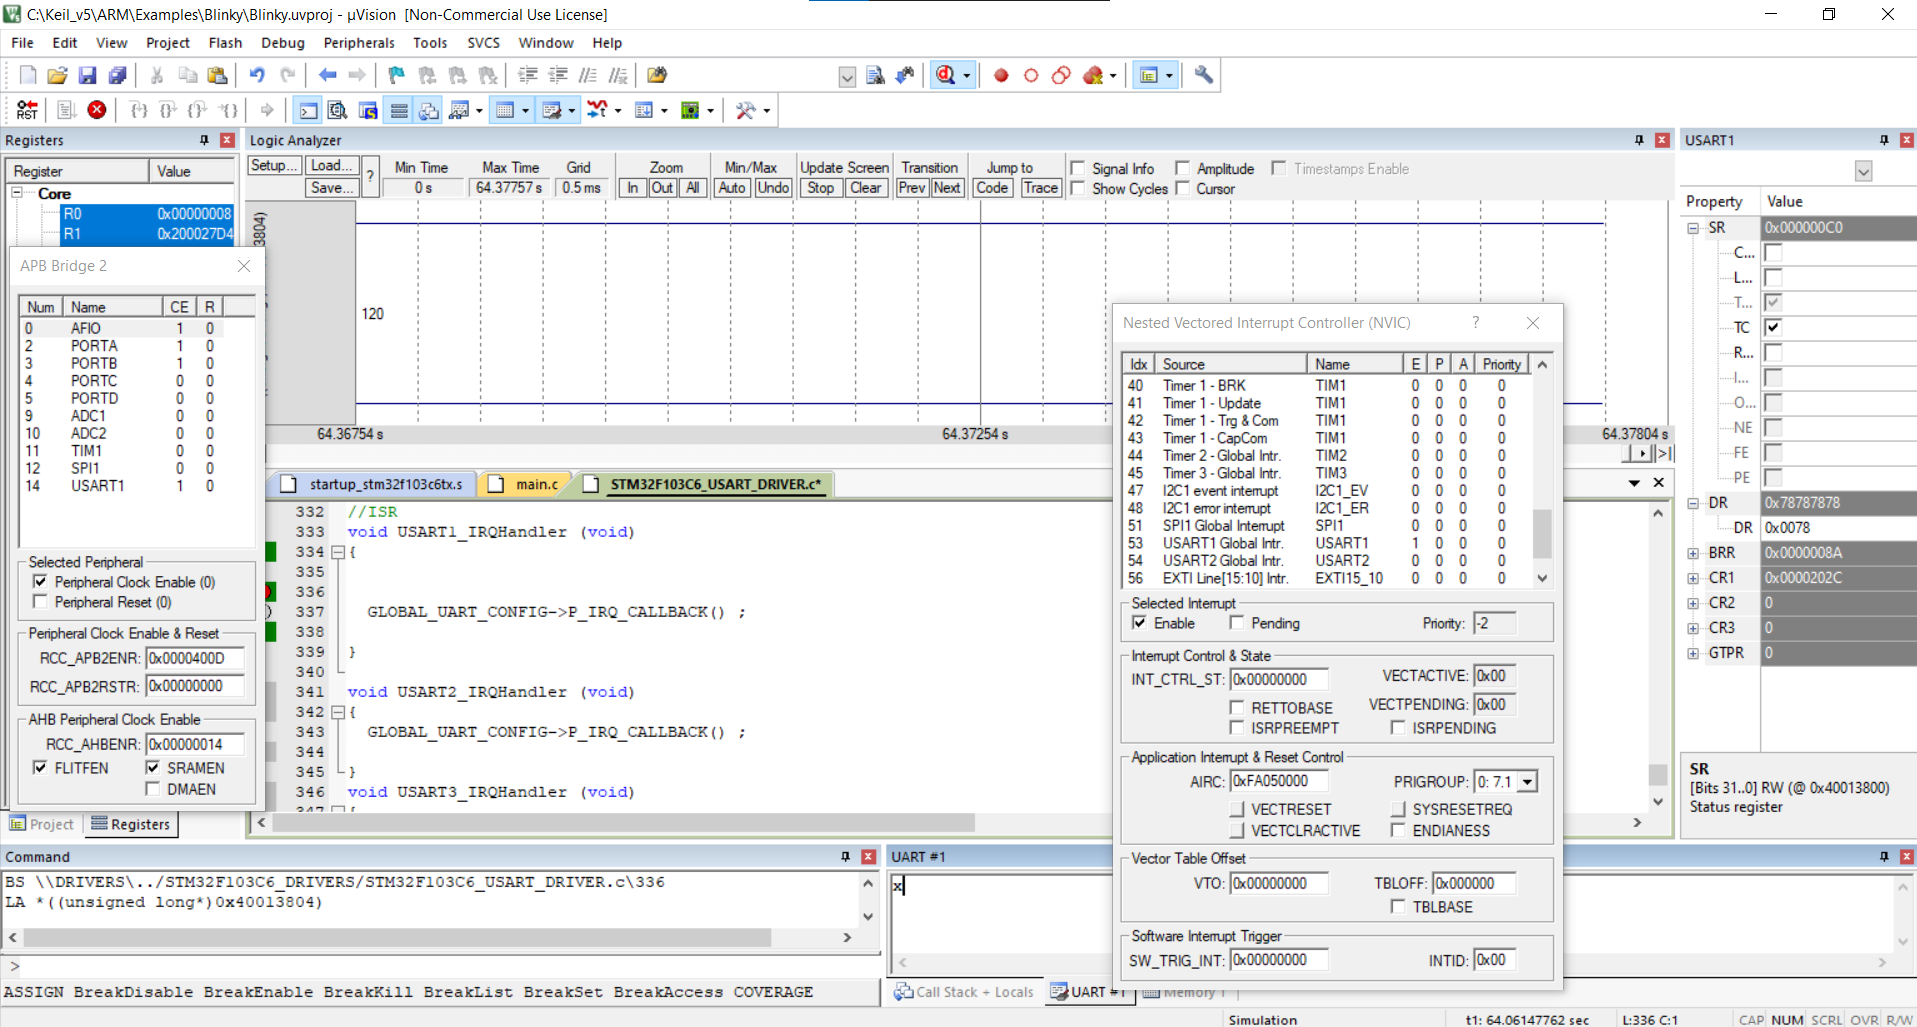 C:\Keil_v5\ARM\Examples\Blinky\Blinky.uvproj - µVision [Non-Commercial Use License]
File Edit View Project Flash Debug Peripherals Tools SVCS Window Help
RST
Registers
Register Value
Core
R0 0x00000008
R1 0x200027D4
Logic Analyzer
Setup... Load... Save... ?
Min Time Max Time Grid Zoom Min/Max Update Screen Transition Jump to
0 s 64.37757 s 0.5 ms In Out All Auto Undo Stop Clear Prev Next Code Trace
Signal Info Amplitude Timestamps Enable
Show Cycles Cursor
3804)
120
64.36754 s 64.37254 s 64.37804 s
APB Bridge 2
Num Name CE R
0 AFIO 1 0
2 PORTA 1 0
3 PORTB 1 0
4 PORTC 0 0
5 PORTD 0 0
9 ADC1 0 0
10 ADC2 0 0
11 TIM1 0 0
12 SPI1 0 0
14 USART1 1 0
Selected Peripheral
Peripheral Clock Enable (0)
Peripheral Reset (0)
Peripheral Clock Enable & Reset
RCC_APB2ENR: 0x0000400D
RCC_APB2RSTR: 0x00000000
AHB Peripheral Clock Enable
RCC_AHBENR: 0x00000014
FLITFEN SRAMEN
DMAEN
Project Registers
startup_stm32f103c6tx.s main.c STM32F103C6_USART_DRIVER.c*
332 //ISR
333 void USART1_IRQHandler (void)
334 {
335
336
337 GLOBAL_UART_CONFIG->P_IRQ_CALLBACK() ;
338
339 }
340
341 void USART2_IRQHandler (void)
342 {
343 GLOBAL_UART_CONFIG->P_IRQ_CALLBACK() ;
344
345 }
346 void USART3_IRQHandler (void)
347 {
Nested Vectored Interrupt Controller (NVIC) ?
Idx Source Name E P A Priority
40 Timer 1 - BRK TIM1 0 0 0 0
41 Timer 1 - Update TIM1 0 0 0 0
42 Timer 1 - Trg & Com TIM1 0 0 0 0
43 Timer 1 - CapCom TIM1 0 0 0 0
44 Timer 2 - Global Intr. TIM2 0 0 0 0
45 Timer 3 - Global Intr. TIM3 0 0 0 0
47 I2C1 event interrupt I2C1_EV 0 0 0 0
48 I2C1 error interrupt I2C1_ER 0 0 0 0
51 SPI1 Global Interrupt SPI1 0 0 0 0
53 USART1 Global Intr. USART1 1 0 0 0
54 USART2 Global Intr. USART2 0 0 0 0
56 EXTI Line[15:10] Intr. EXTI15_10 0 0 0 0
Selected Interrupt
Enable Pending Priority: -2
Interrupt Control & State
INT_CTRL_ST: 0x00000000 VECTACTIVE: 0x00
RETTOBASE VECTPENDING: 0x00
ISRPREEMPT ISRPENDING
Application Interrupt & Reset Control
AIRC: 0xFA050000 PRIGROUP: 0: 7.1
VECTRESET SYSRESETREQ
VECTCLRACTIVE ENDIANESS
Vector Table Offset
VTO: 0x00000000 TBLOFF: 0x000000
TBLBASE
Software Interrupt Trigger
SW_TRIG_INT: 0x00000000 INTID: 0x00
USART1
Property Value
SR 0x000000C0
C...
L...
T...
TC
R...
I...
O...
NE
FE
PE
DR 0x78787878
DR 0x0078
BRR 0x0000008A
CR1 0x0000202C
CR2 0
CR3 0
GTPR 0
SR
[Bits 31..0] RW (@ 0x40013800)
Status register
Command
BS \\DRIVERS\../STM32F103C6_DRIVERS/STM32F103C6_USART_DRIVER.c\336
LA *((unsigned long*)0x40013804)
>
ASSIGN BreakDisable BreakEnable BreakKill BreakList BreakSet BreakAccess COVERAGE
UART #1
x
Call Stack + Locals UART #1 Memory 1
Simulation t1: 64.06147762 sec L:336 C:1 CAP NUM SCRL OVR R/W